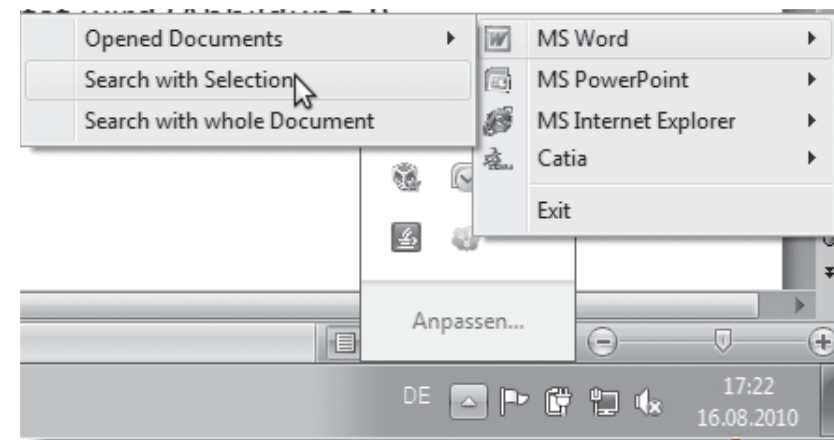 Opened Documents
Search with Selection
Search with whole Document
MS Word
MS PowerPoint
MS Internet Explorer
Catia
Exit
Anpassen...
DE
17:22
16.08.2010